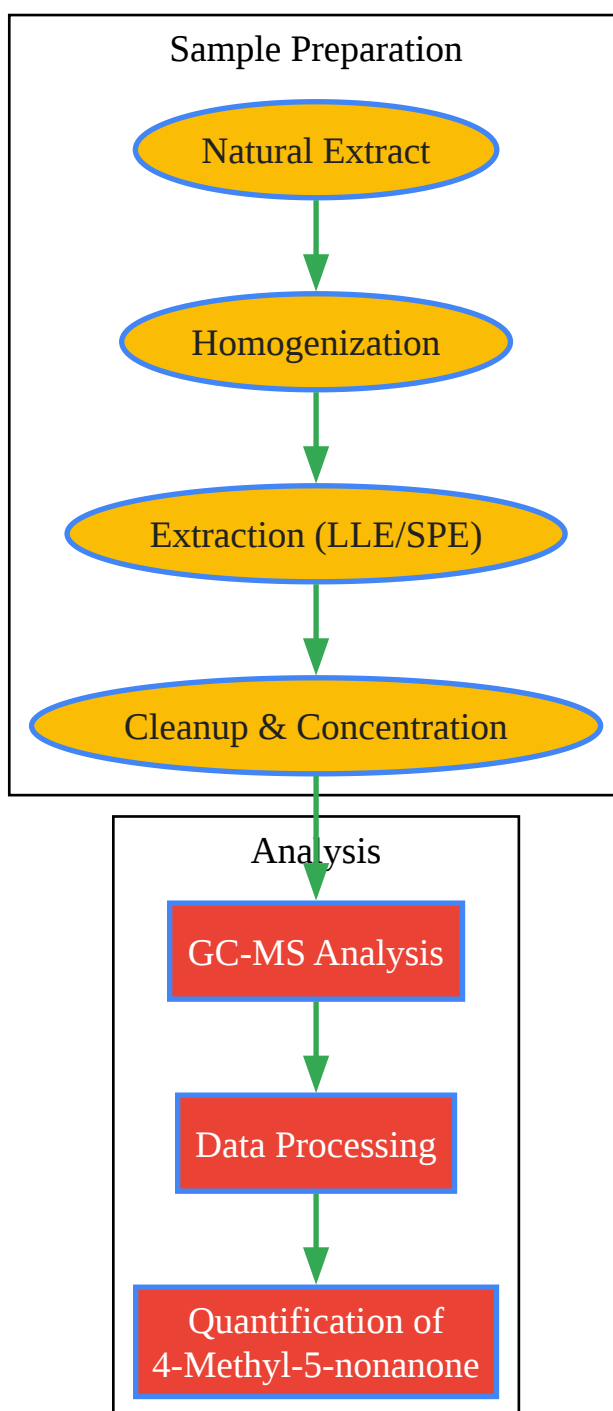 Sample Preparation
Natural Extract
Homogenization
Extraction (LLE/SPE)
Cleanup & Concentration
Analysis
GC-MS Analysis
Data Processing
Quantification of
4-Methyl-5-nonanone